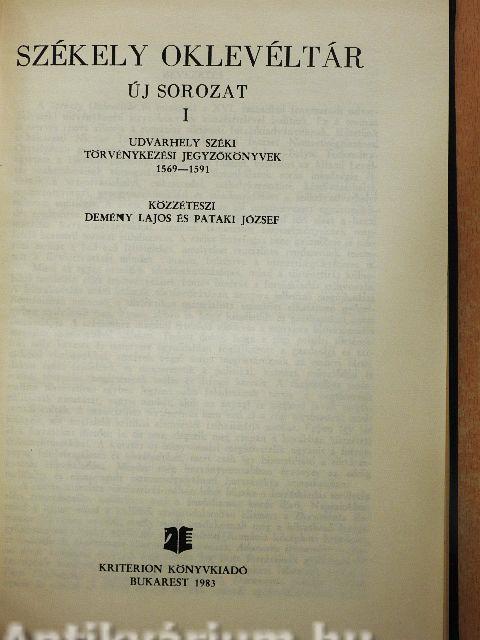 SZÉKELY OKLEVÉLTÁR
ÚJ SOROZAT
I
UDVARHELY SZÉKI
TÖRVÉNYKEZÉSI JEGYZŐKÖNYVEK
1569—1591
KÖZZÉTESZI
DEMÉNY LAJOS ÉS PATAKI JÓZSEF
KRITERION KÖNYVKIADÓ
BUKAREST 1983
Antikvárium.hu